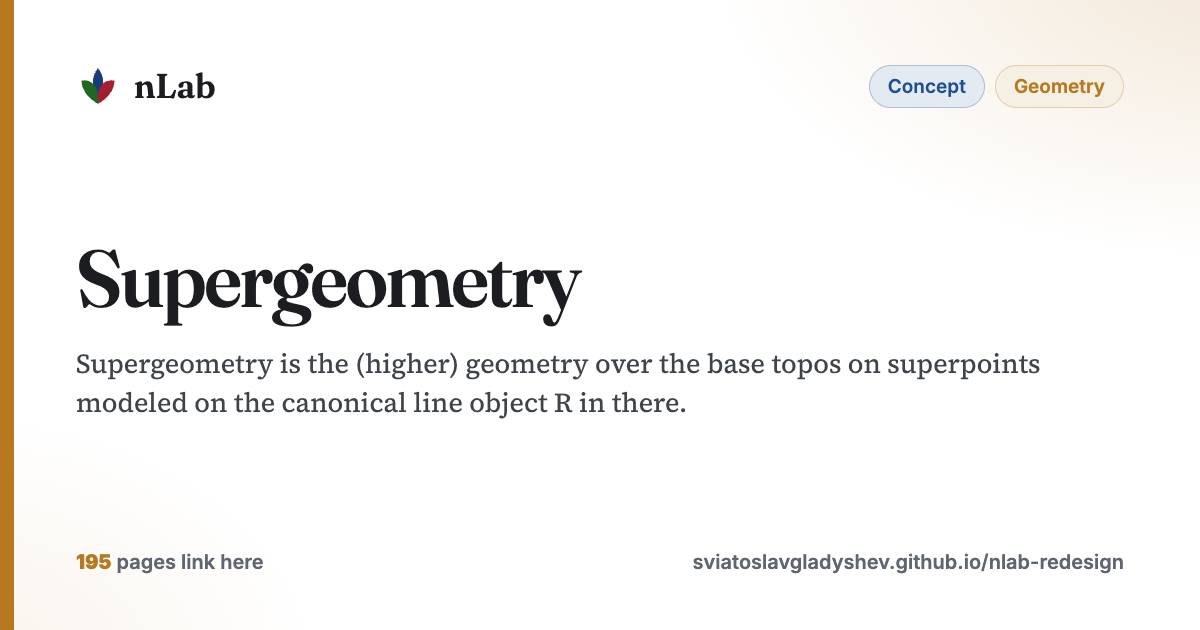 nLab
Concept
Geometry
Supergeometry
Supergeometry is the (higher) geometry over the base topos on superpoints
modeled on the canonical line object R in there.
195 pages link here
sviatoslavgladyshev.github.io/nlab-redesign